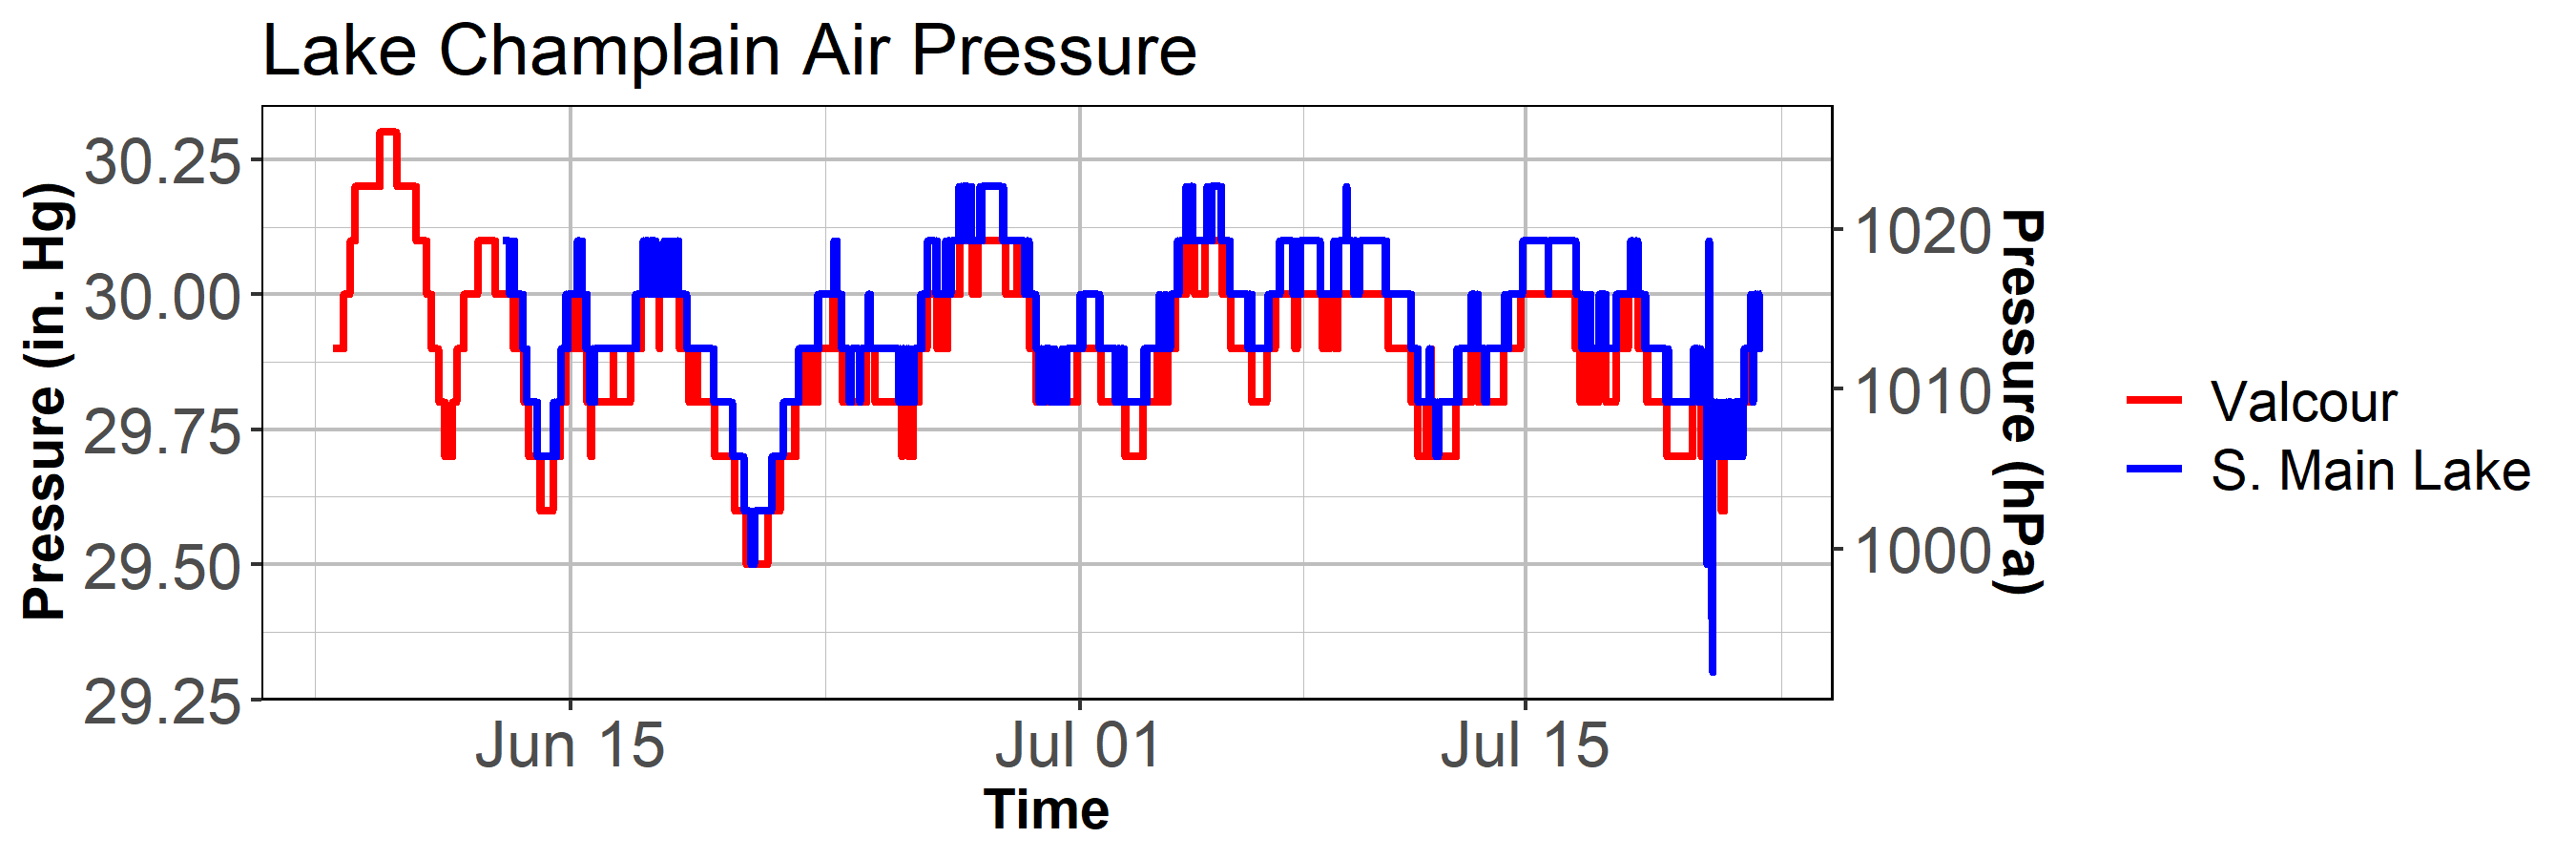 Lake Champlain Air Pressure
Pressure (in. Hg)
30.25
30.00
29.75
29.50
29.25
Jun 15
Jul 01
Jul 15
Time
1020
1010
1000
Pressure (hPa)
Valcour
S. Main Lake